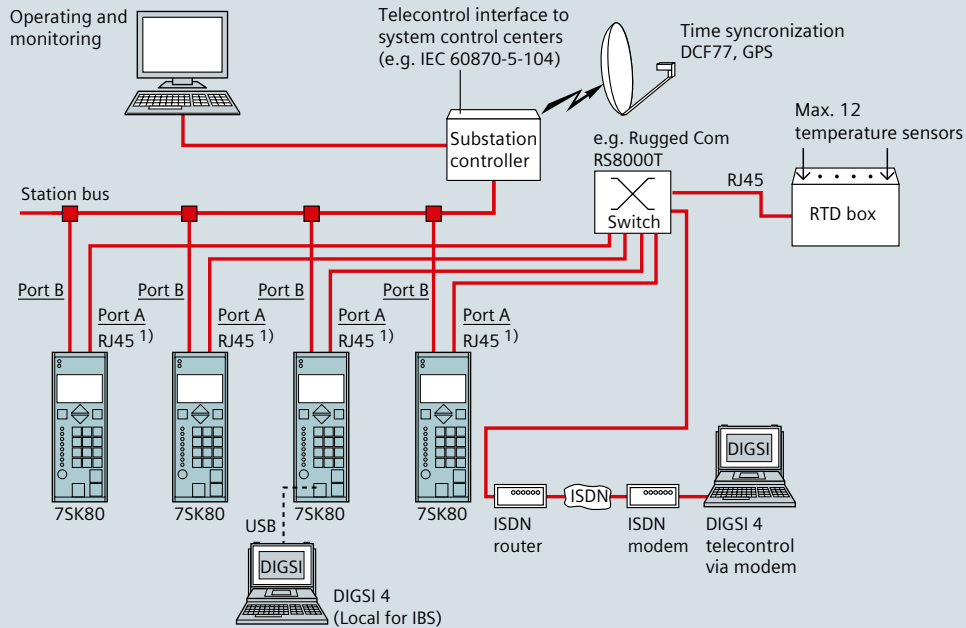 Operating and
monitoring
Telecontrol interface to
system control centers
(e.g. IEC 60870-5-104)
Time syncronization
DCF77, GPS
Substation
controller
e.g. Rugged Com
RS8000T
Switch
Max. 12
temperature sensors
RJ45
RTD box
Station bus
Port B
Port A
RJ45 1)
Port B
Port A
RJ45 1)
Port B
Port A
RJ45 1)
Port B
Port A
RJ45 1)
7SK80
7SK80
7SK80
7SK80
USB
DIGSI
DIGSI 4
(Local for IBS)
ISDN
router
ISDN
ISDN
modem
DIGSI
DIGSI 4
telecontrol
via modem